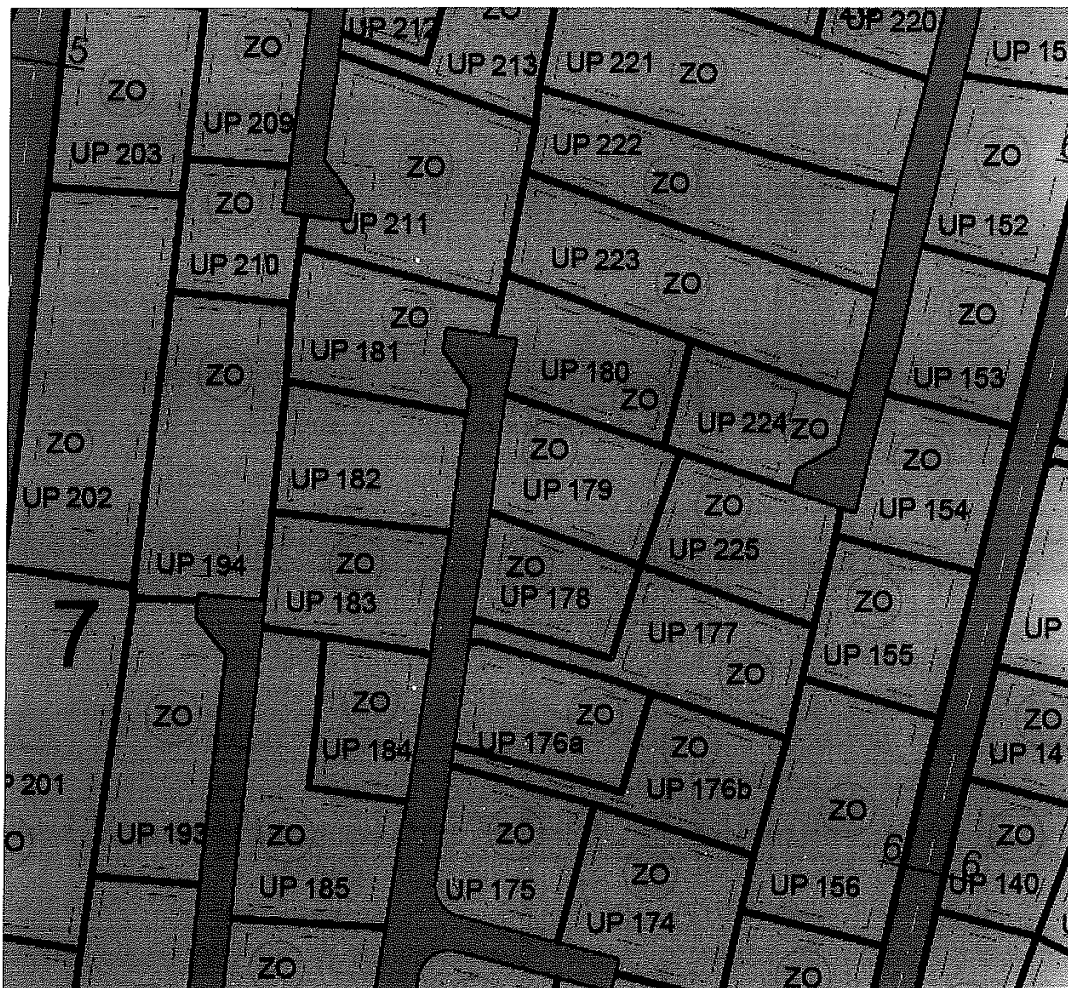 ZO
UP 212
UP 220
5
ZO
UP 213
UP 221
ZO
UP 15
ZO
UP 209
UP 203
UP 222
ZO
ZO
ZO
ZO
UP 211
UP 152
UP 210
UP 223
ZO
ZO
ZO
UP 181
ZO
UP 180
ZO
UP 153
UP 224
ZO
ZO
UP 202
UP 182
ZO
UP 179
ZO
ZO
UP 154
UP 225
UP 194
ZO
UP 183
ZO
UP 178
ZO
UP 155
7
UP 177
ZO
UP
ZO
ZO
UP 184
ZO
UP 176a
ZO
UP 176b
ZO
UP 14
P 201
UP 193
ZO
UP 185
ZO
UP 175
ZO
UP 174
ZO
UP 156
6
6
ZO
UP 140
ZO
ZO